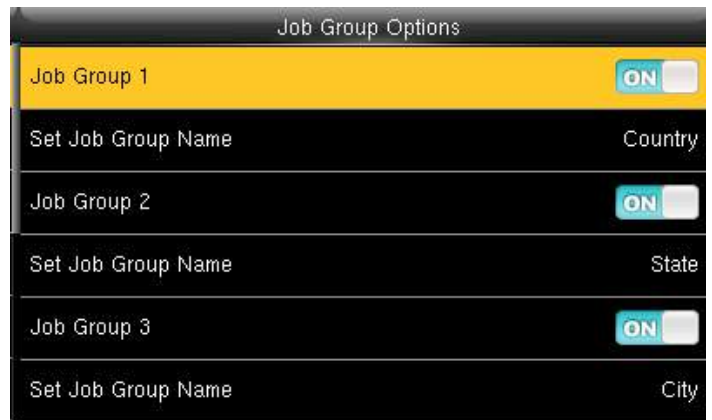 Job Group Options
Job Group 1 ON
Set Job Group Name Country
Job Group 2 ON
Set Job Group Name State
Job Group 3 ON
Set Job Group Name City